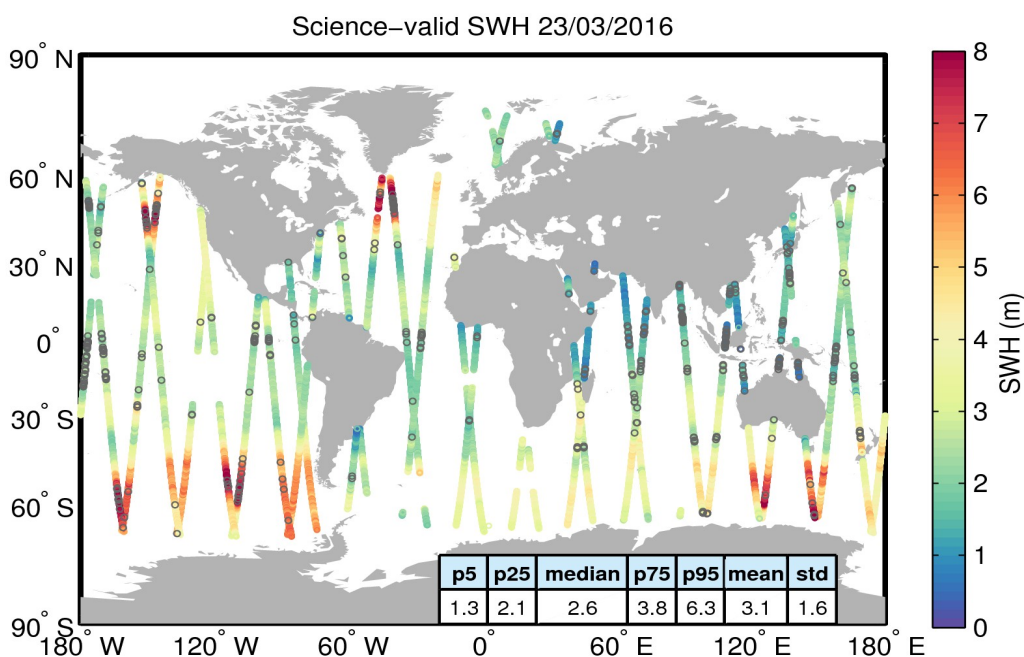 Science−valid SWH 23/03/2016
90° N
60° N
30° N
0°
30° S
60° S
90° S
180° W
120° W
60° W
0°
60° E
120° E
180° E
p5 p25 median p75 p95 mean std
1.3 2.1 2.6 3.8 6.3 3.1 1.6
8
7
6
5
4
3
2
1
0
SWH (m)